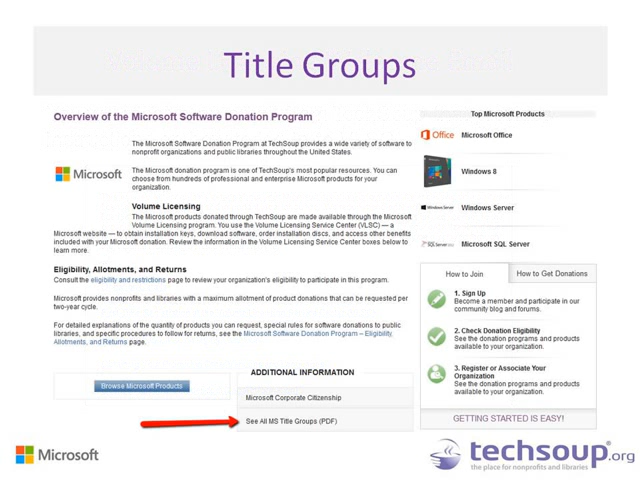 Title Groups
Overview of the Microsoft Software Donation Program
Microsoft
The Microsoft Software Donation Program at TechSoup provides a wide variety of software to
nonprofit organizations and public libraries throughout the United States.
The Microsoft donation program is one of TechSoup's most popular resources. You can
choose from hundreds of professional and enterprise Microsoft products for your
organization.
Volume Licensing
The Microsoft products donated through TechSoup are made available through the Microsoft
Volume Licensing program. You use the Volume Licensing Service Center (VLSC) — a
Microsoft website — to obtain installation keys, download software, order installation discs, and access other benefits
included with your Microsoft donation. Review the information in the Volume Licensing Service Center boxes below to
learn more.
Eligibility, Allotments, and Returns
Consult the eligibility and restrictions page to review your organization's eligibility to participate in this program.
Microsoft provides nonprofits and libraries with a maximum allotment of product donations that can be requested per
two-year cycle.
For detailed explanations of the quantity of products you can request, special rules for software donations to public
libraries, and specific procedures to follow for returns, see the Microsoft Software Donation Program – Eligibility,
Allotments, and Returns page.
Browse Microsoft Products
ADDITIONAL INFORMATION
Microsoft Corporate Citizenship
See All MS Title Groups (PDF)
Top Microsoft Products
Office Microsoft Office
Windows 8
Windows Server Windows Server
SQL Server Microsoft SQL Server
How to Join
How to Get Donations
1. Sign Up
Become a member and participate in our
community blog and forums.
2. Check Donation Eligibility
See the donation programs and products
available to your organization.
3. Register or Associate Your
Organization
See the donation programs and products
available to your organization.
GETTING STARTED IS EASY!
Microsoft
techsoup.org
the place for nonprofits and libraries